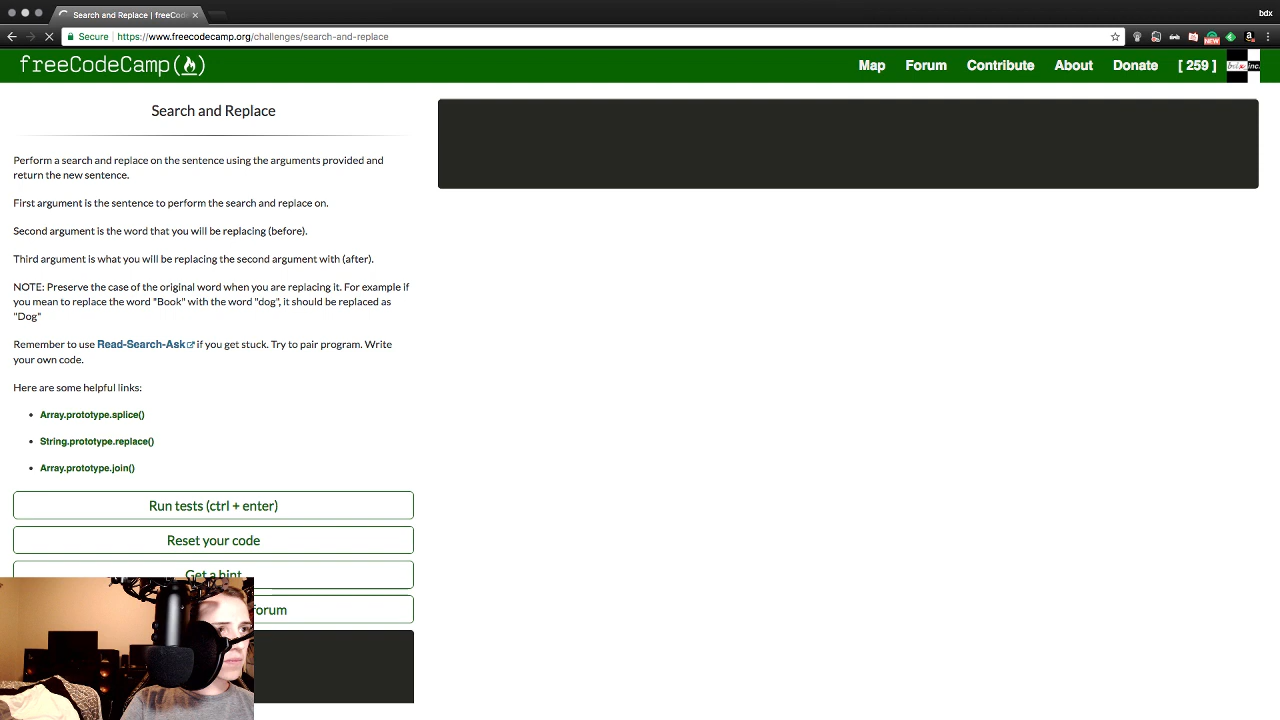 Search and Replace | freeCod
bdx
Secure
https://www.freecodecamp.org/challenges/search-and-replace
NEW
freeCodeCamp
Map
Forum
Contribute
About
Donate
[ 259 ]
bdx inc.
Search and Replace
Perform a search and replace on the sentence using the arguments provided and
return the new sentence.
First argument is the sentence to perform the search and replace on.
Second argument is the word that you will be replacing (before).
Third argument is what you will be replacing the second argument with (after).
NOTE: Preserve the case of the original word when you are replacing it. For example if
you mean to replace the word "Book" with the word "dog", it should be replaced as
"Dog"
Remember to use Read-Search-Ask if you get stuck. Try to pair program. Write
your own code.
Here are some helpful links:
Array.prototype.splice()
String.prototype.replace()
Array.prototype.join()
Run tests (ctrl + enter)
Reset your code
Get a hint
forum